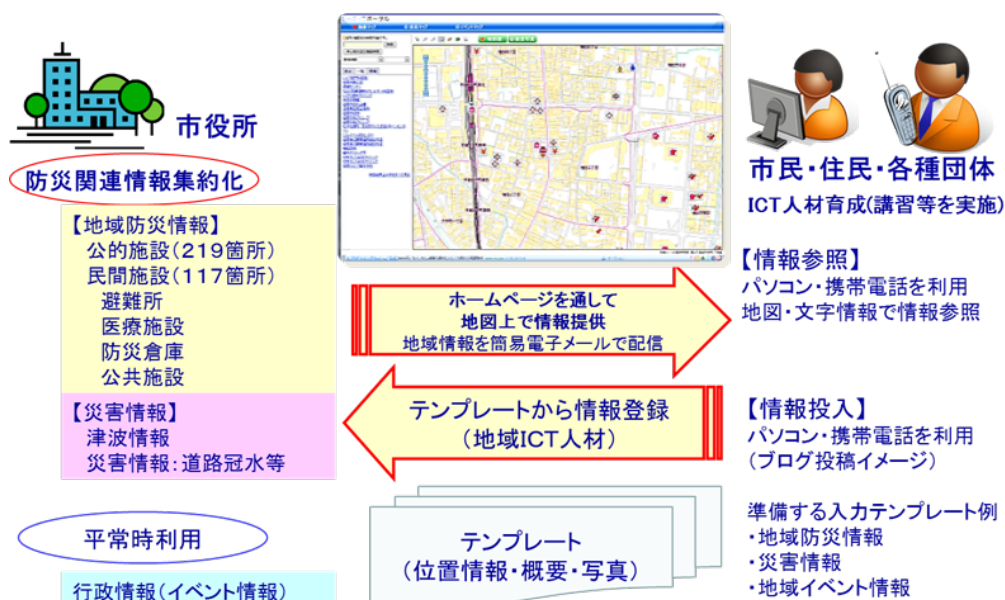 市役所
防災関連情報集約化
【地域防災情報】
公的施設(219箇所)
民間施設(117箇所)
避難所
医療施設
防災倉庫
公共施設
【災害情報】
津波情報
災害情報:道路冠水等
平常時利用
行政情報(イベント情報)
ポータル
ホームページを通して
地図上で情報提供
地域情報を簡易電子メールで配信
テンプレートから情報登録
(地域ICT人材)
テンプレート
(位置情報・概要・写真)
市民・住民・各種団体
ICT人材育成(講習等を実施)
【情報参照】
パソコン・携帯電話を利用
地図・文字情報で情報参照
【情報投入】
パソコン・携帯電話を利用
(ブログ投稿イメージ)
準備する入力テンプレート例
・地域防災情報
・災害情報
・地域イベント情報